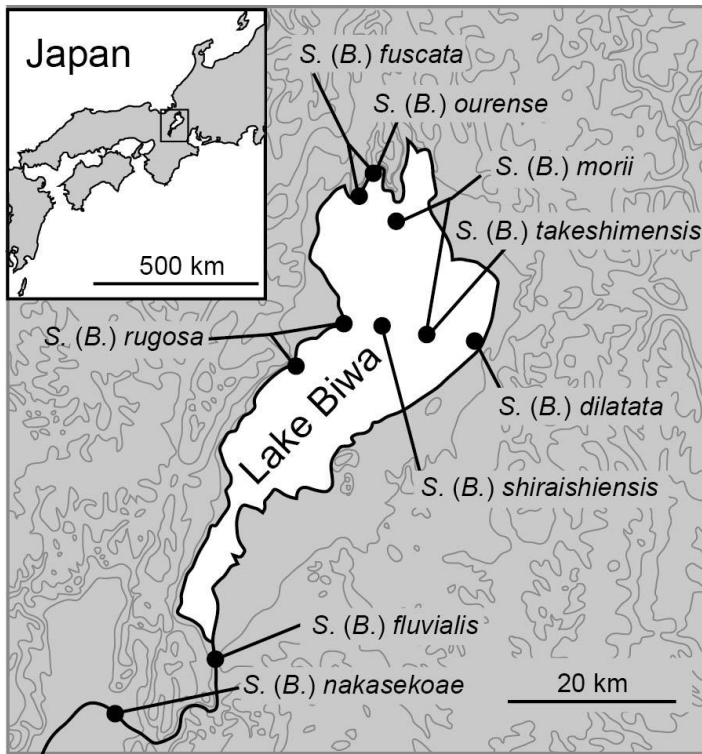 Japan
500 km
S. (B.) fuscata
S. (B.) ourense
S. (B.) morii
S. (B.) takeshimensis
S. (B.) rugosa
Lake Biwa
S. (B.) dilatata
S. (B.) shiraishiensis
S. (B.) fluvialis
S. (B.) nakasekoae
20 km